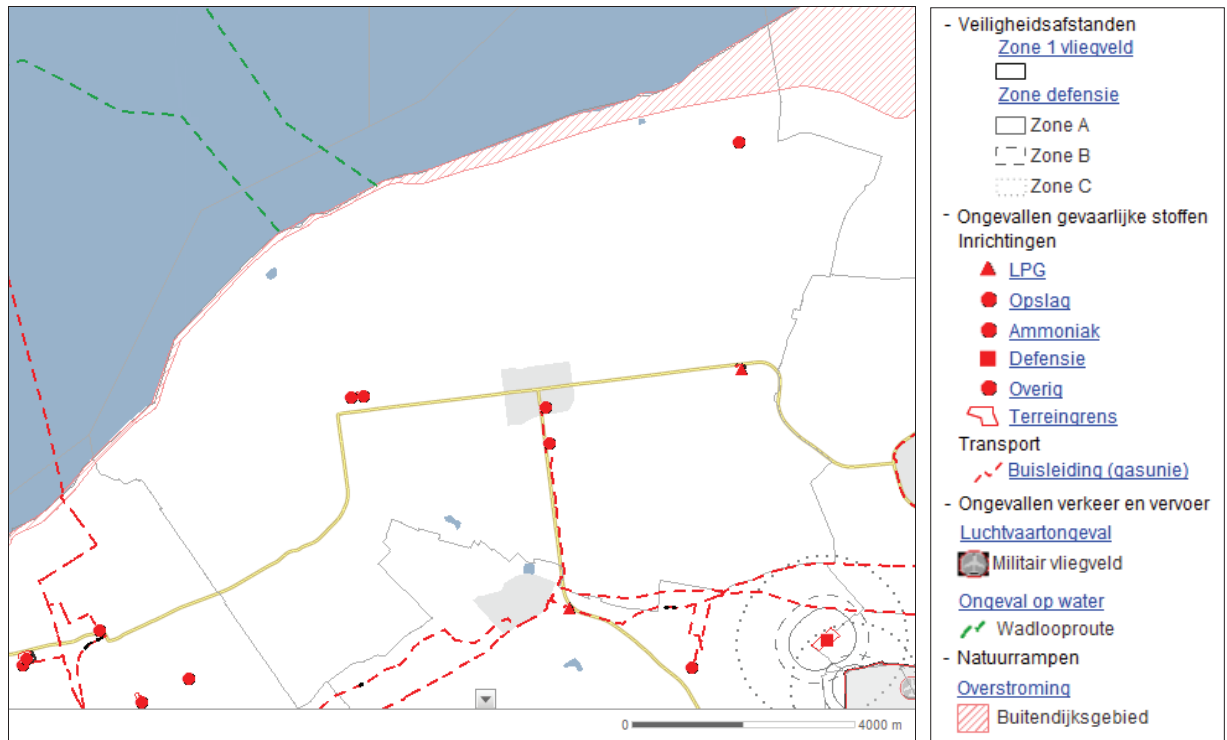 0 4000 m
- Veiligheidsafstanden
Zone 1 vliegveld
Zone defensie
Zone A
Zone B
Zone C
- Ongevallen gevaarlijke stoffen
Inrichtingen
LPG
Opslag
Ammoniak
Defensie
Overig
Terreingrens
Transport
Buisleiding (gasunie)
- Ongevallen verkeer en vervoer
Luchtvaartongeval
Militair vliegveld
Ongeval op water
Wadlooproute
- Natuurrampen
Overstroming
Buitendijksgebied